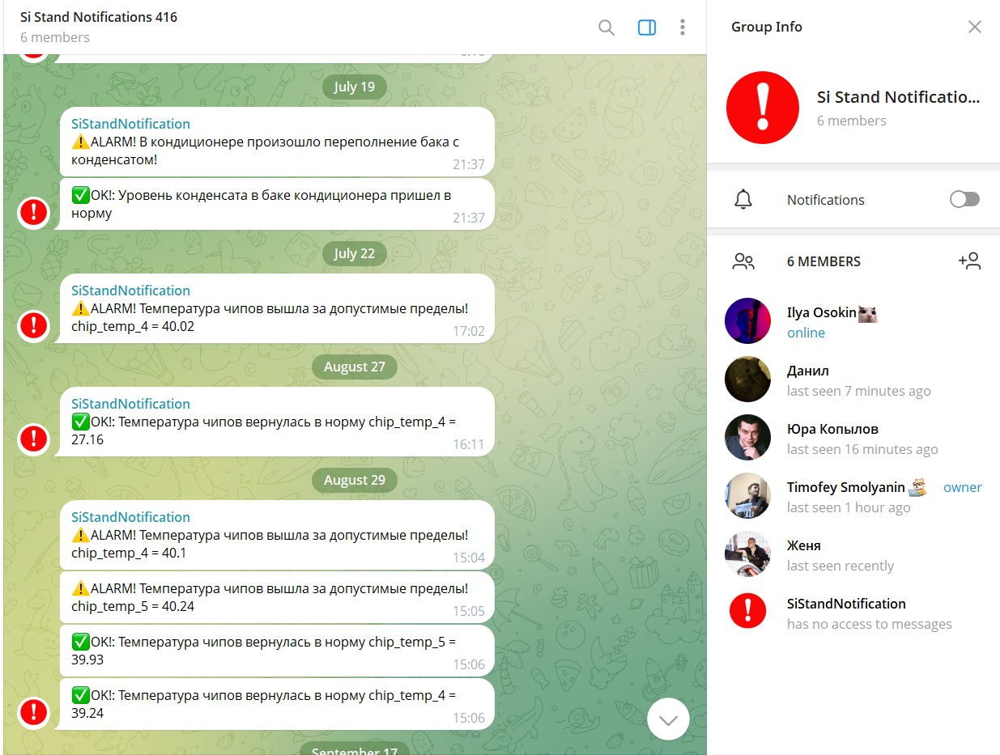 Si Stand Notifications 416
6 members
July 19
SiStandNotification
⚠️ALARM! В кондиционере произошло переполнение бака с
конденсатом!
21:37
✅OK!: Уровень конденсата в баке кондиционера пришел в
норму
21:37
July 22
SiStandNotification
⚠️ALARM! Температура чипов вышла за допустимые пределы!
chip_temp_4 = 40.02
17:02
August 27
SiStandNotification
✅OK!: Температура чипов вернулась в норму chip_temp_4 =
27.16
16:11
August 29
SiStandNotification
⚠️ALARM! Температура чипов вышла за допустимые пределы!
chip_temp_4 = 40.1
15:04
⚠️ALARM! Температура чипов вышла за допустимые пределы!
chip_temp_5 = 40.24
15:05
✅OK!: Температура чипов вернулась в норму chip_temp_5 =
39.93
15:06
✅OK!: Температура чипов вернулась в норму chip_temp_4 =
39.24
15:06
September 17
Group Info
Si Stand Notificatio...
6 members
Notifications
6 MEMBERS
Ilya Osokin
online
Данил
last seen 7 minutes ago
Юра Копылов
last seen 16 minutes ago
Timofey Smolyanin owner
last seen 1 hour ago
Женя
last seen recently
SiStandNotification
has no access to messages